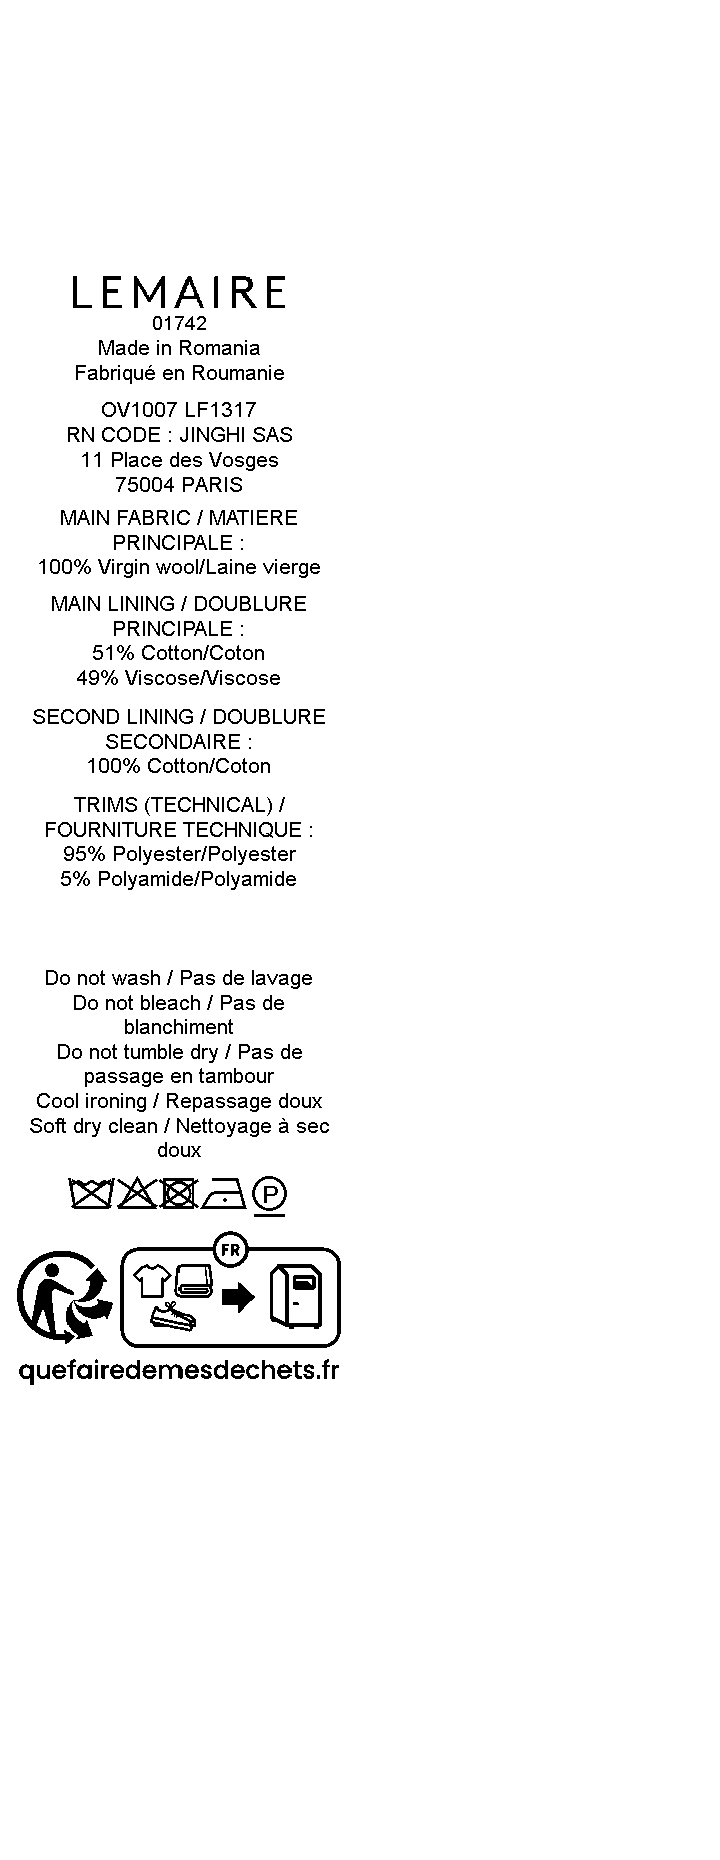 LEMAIRE
01742
Made in Romania
Fabriqué en Roumanie
OV1007 LF1317
RN CODE : JINGHI SAS
11 Place des Vosges
75004 PARIS
MAIN FABRIC / MATIERE
PRINCIPALE :
100% Virgin wool/Laine vierge
MAIN LINING / DOUBLURE
PRINCIPALE :
51% Cotton/Coton
49% Viscose/Viscose
SECOND LINING / DOUBLURE
SECONDAIRE :
100% Cotton/Coton
TRIMS (TECHNICAL) /
FOURNITURE TECHNIQUE :
95% Polyester/Polyester
5% Polyamide/Polyamide
Do not wash / Pas de lavage
Do not bleach / Pas de
blanchiment
Do not tumble dry / Pas de
passage en tambour
Cool ironing / Repassage doux
Soft dry clean / Nettoyage à sec
doux
P
FR
quefairedemesdechets.fr